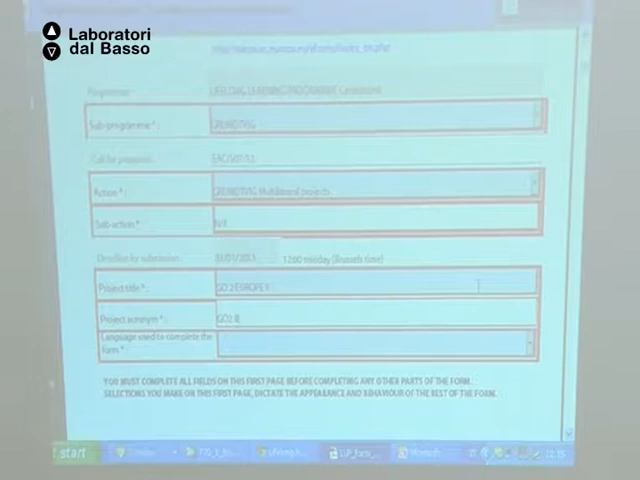 Laboratori
dal Basso
Programme
LIFELONG LEARNING PROGRAMME
Sub-programme * :
GRUNDTVIG
Call for proposals
Action * :
GRUNDTVIG Multilateral projects
Sub-action * :
N/A
Deadline for submission
12:00 midday (Brussels time)
Project title * :
GO 2 EUROPE
Project acronym * :
GO2
Language used to complete the
form * :
YOU MUST COMPLETE ALL FIELDS ON THIS FIRST PAGE BEFORE COMPLETING ANY OTHER PARTS OF THE FORM.
SELECTIONS YOU MAKE ON THIS FIRST PAGE, DICTATE THE APPEARANCE AND BEHAVIOUR OF THE REST OF THE FORM.
start